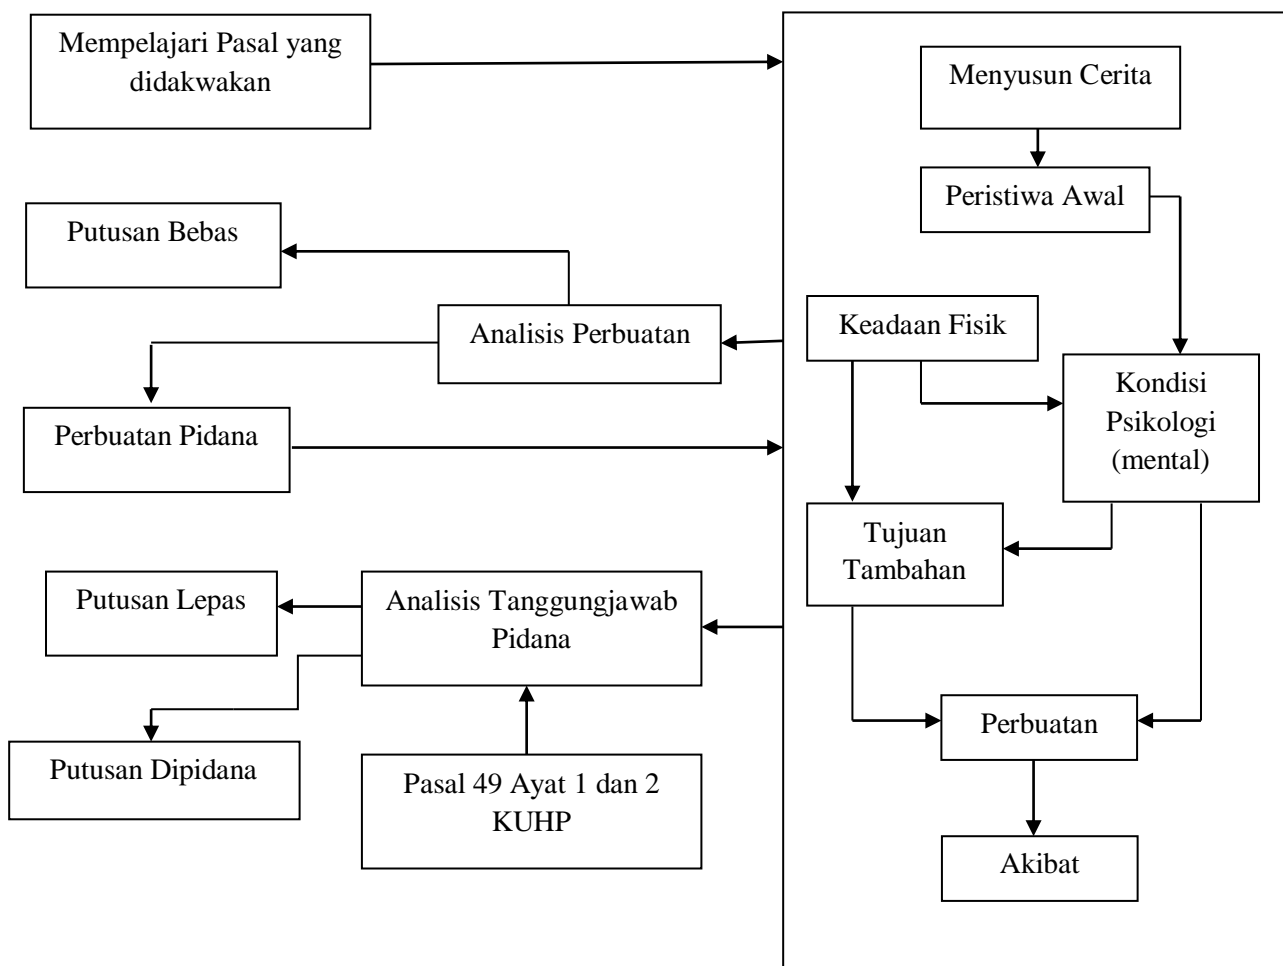 Mempelajari Pasal yang
didakwakan
Menyusun Cerita
Peristiwa Awal
Putusan Bebas
Analisis Perbuatan
Keadaan Fisik
Kondisi
Psikologi
(mental)
Perbuatan Pidana
Tujuan
Tambahan
Putusan Lepas
Analisis Tanggungjawab
Pidana
Perbuatan
Putusan Dipidana
Pasal 49 Ayat 1 dan 2
KUHP
Akibat